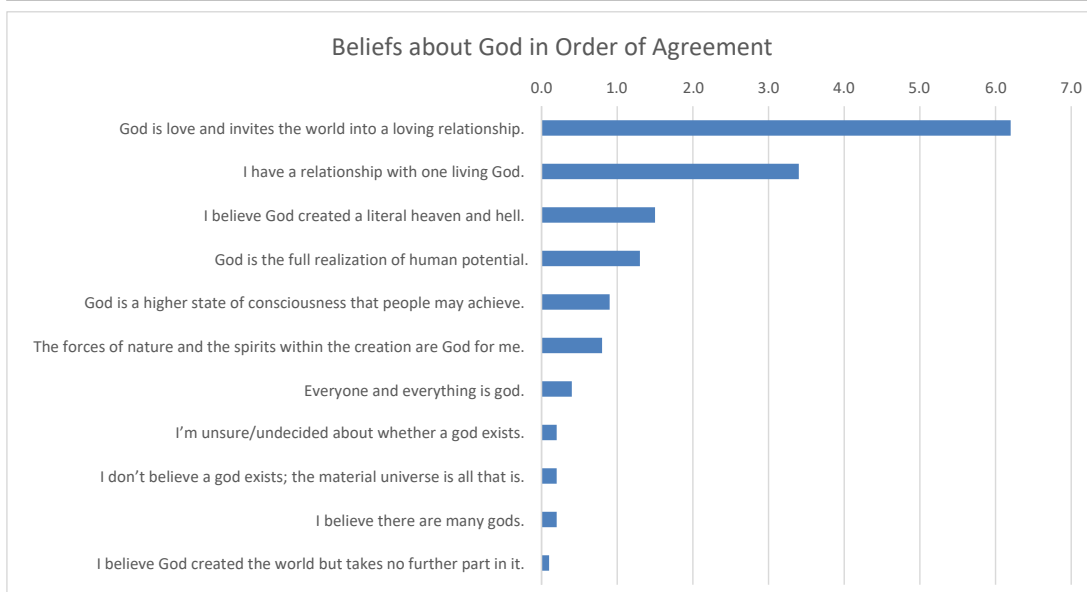 Beliefs about God in Order of Agreement
0.0 1.0 2.0 3.0 4.0 5.0 6.0 7.0
God is love and invites the world into a loving relationship.
I have a relationship with one living God.
I believe God created a literal heaven and hell.
God is the full realization of human potential.
God is a higher state of consciousness that people may achieve.
The forces of nature and the spirits within the creation are God for me.
Everyone and everything is god.
I’m unsure/undecided about whether a god exists.
I don’t believe a god exists; the material universe is all that is.
I believe there are many gods.
I believe God created the world but takes no further part in it.